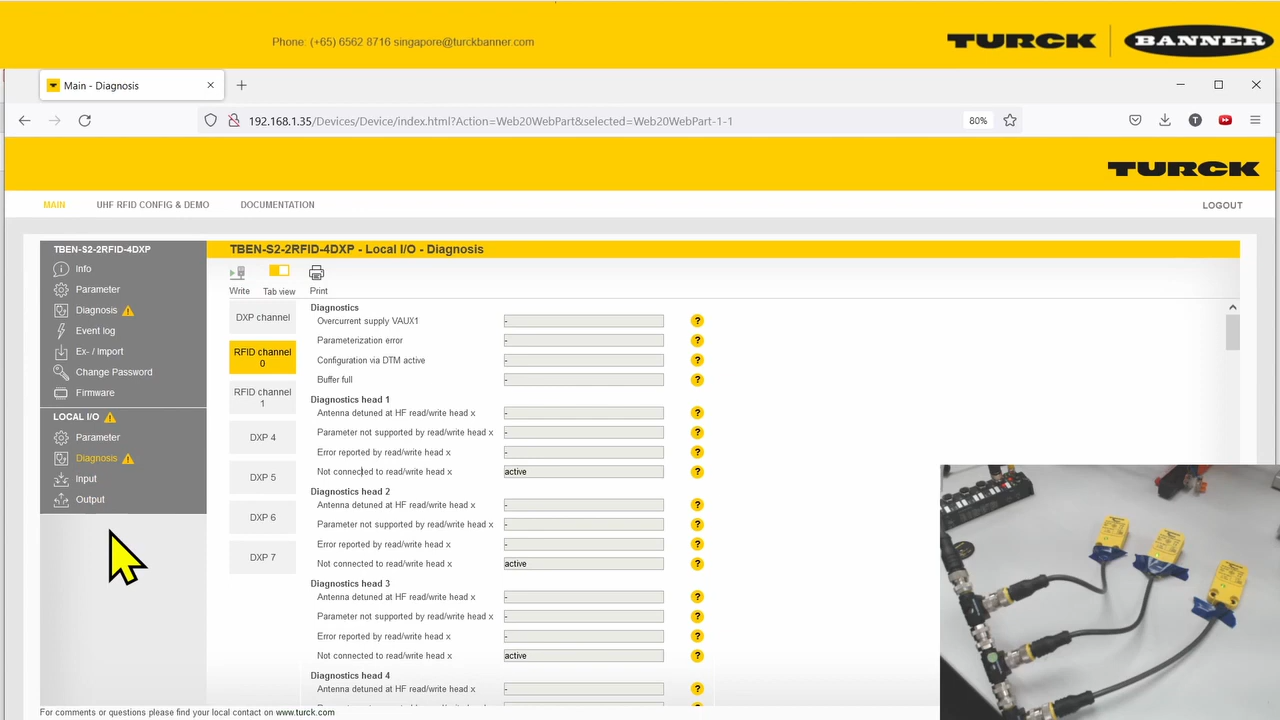 Phone: (+65) 6562 8716 singapore@turckbanner.com
TURCK
BANNER
Main - Diagnosis
192.168.1.35/Devices/Device/index.html?Action=Web20WebPart&selected=Web20WebPart-1-1
80%
T
TURCK
MAIN
UHF RFID CONFIG & DEMO
DOCUMENTATION
LOGOUT
TBEN-S2-2RFID-4DXP
Info
Parameter
Diagnosis
Event log
Ex- / Import
Change Password
Firmware
LOCAL I/O
Parameter
Diagnosis
Input
Output
TBEN-S2-2RFID-4DXP - Local I/O - Diagnosis
Write
Tab view
Print
DXP channel
RFID channel
0
RFID channel
1
DXP 4
DXP 5
DXP 6
DXP 7
Diagnostics
Overcurrent supply VAUX1 - ?
Parameterization error - ?
Configuration via DTM active - ?
Buffer full - ?
Diagnostics head 1
Antenna detuned at HF read/write head x - ?
Parameter not supported by read/write head x - ?
Error reported by read/write head x - ?
Not connected to read/write head x active ?
Diagnostics head 2
Antenna detuned at HF read/write head x - ?
Parameter not supported by read/write head x - ?
Error reported by read/write head x - ?
Not connected to read/write head x active ?
Diagnostics head 3
Antenna detuned at HF read/write head x - ?
Parameter not supported by read/write head x - ?
Error reported by read/write head x - ?
Not connected to read/write head x active ?
Diagnostics head 4
Antenna detuned at HF read/write head x - ?
For comments or questions please find your local contact on www.turck.com